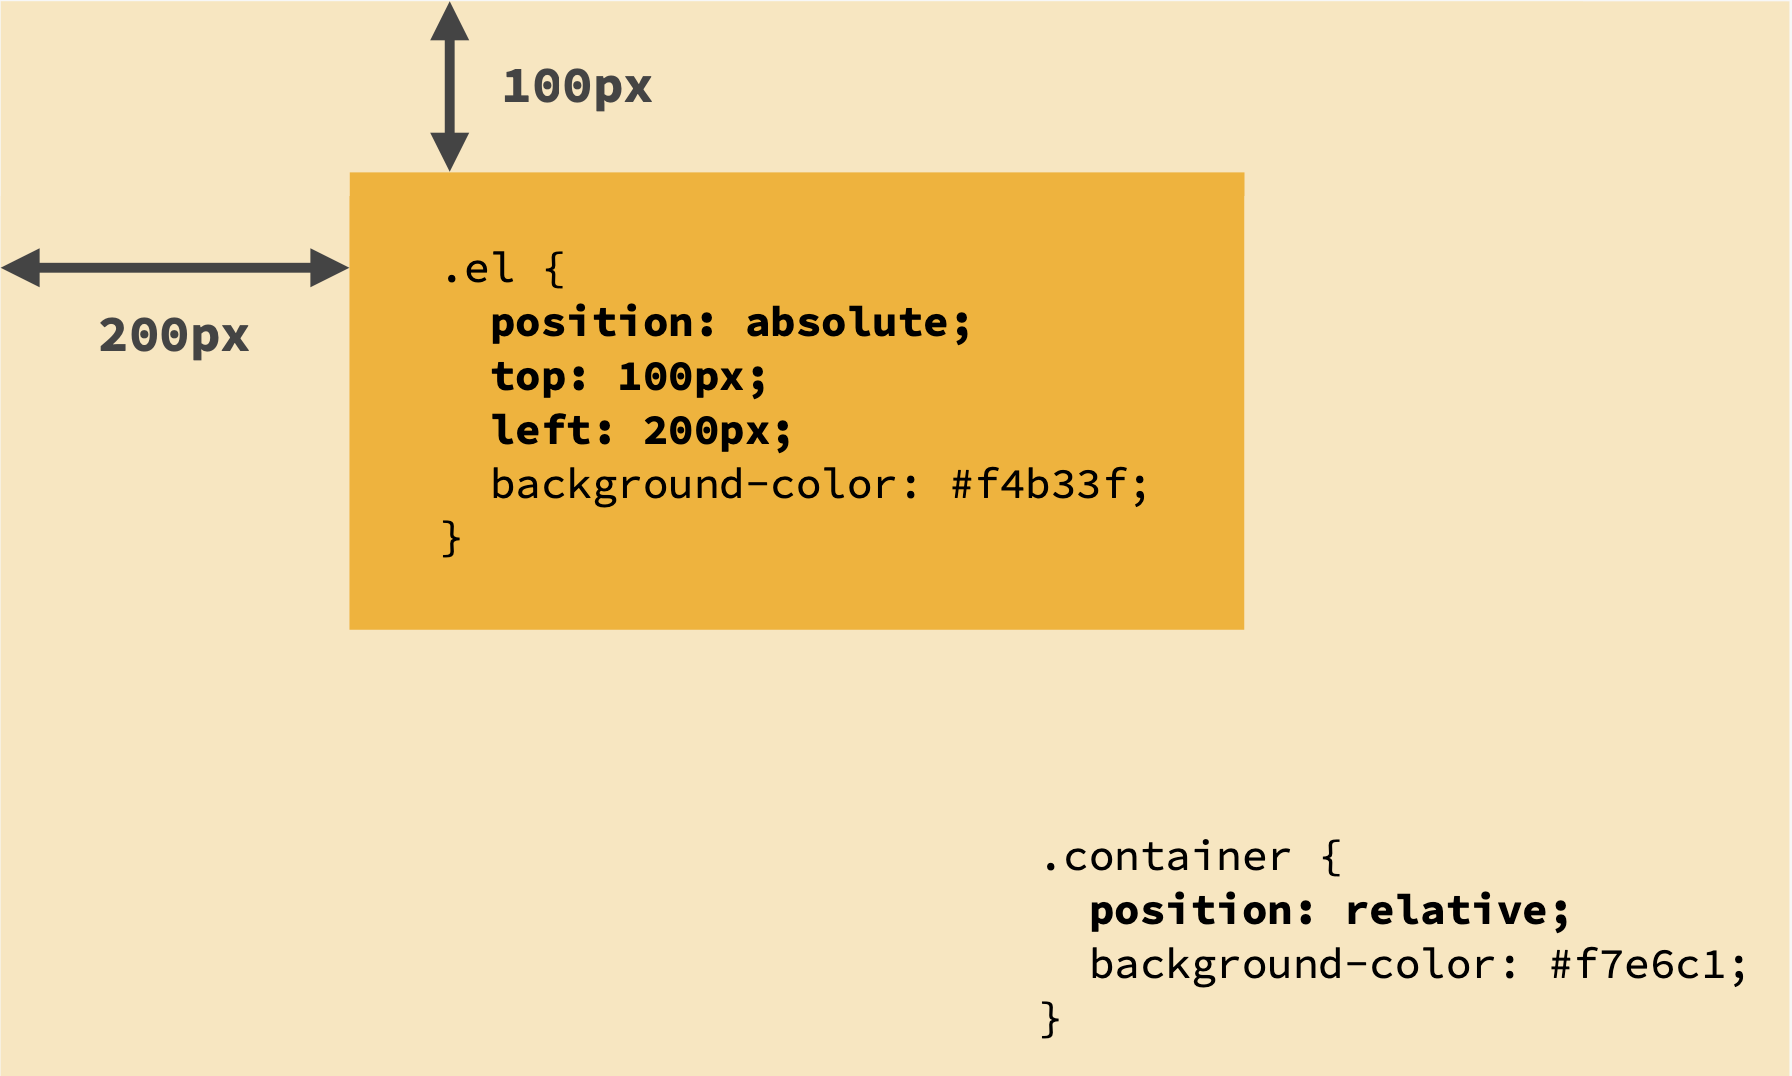 100px
200px
.el {
  position: absolute;
  top: 100px;
  left: 200px;
  background-color: #f4b33f;
}
.container {
  position: relative;
  background-color: #f7e6c1;
}